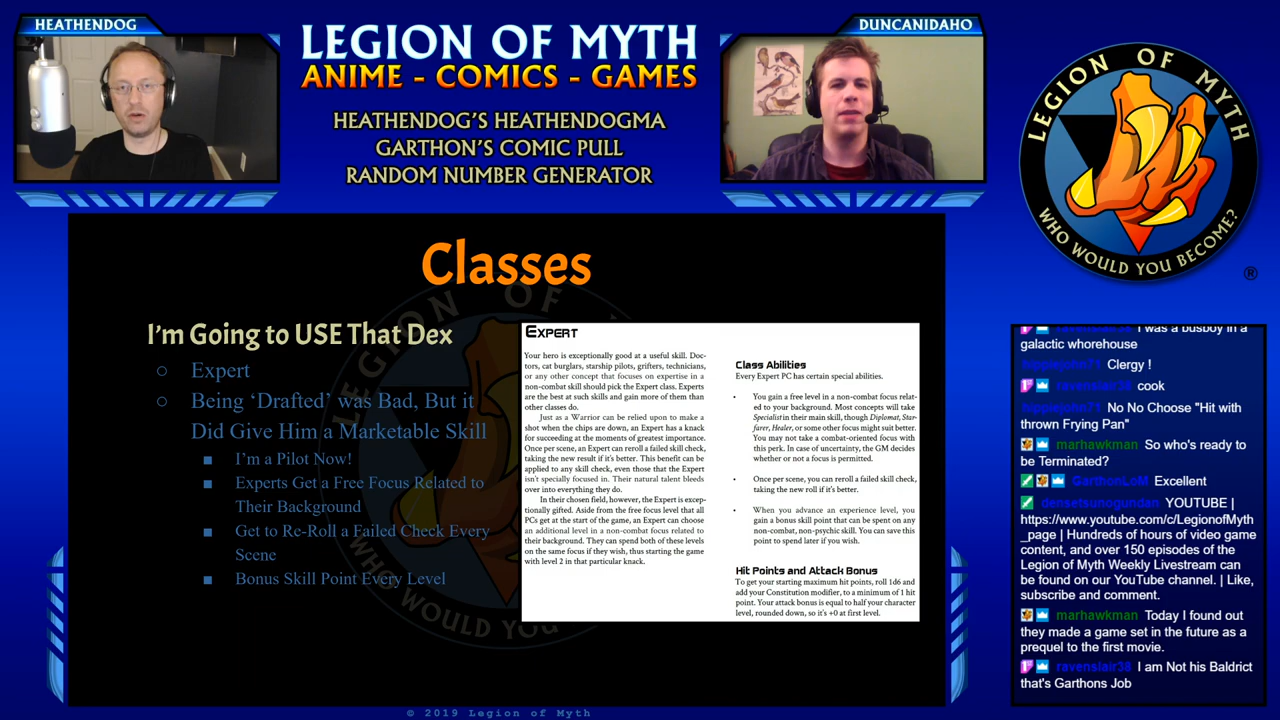 HEATHENDOG
LEGION OF MYTH
ANIME - COMICS - GAMES
HEATHENDOG'S HEATHENDOGMA
GARTHON'S COMIC PULL
RANDOM NUMBER GENERATOR
DUNCANIDAHO
LEGION OF MYTH
WHO WOULD YOU BECOME?
®
Classes
I'm Going to USE That Dex
Expert
Being 'Drafted' was Bad, But it
Did Give Him a Marketable Skill
I'm a Pilot Now!
Experts Get a Free Focus Related to
Their Background
Get to Re-Roll a Failed Check Every
Scene
Bonus Skill Point Every Level
EXPERT
Your hero is exceptionally good at a useful skill. Doc-
tors, cat burglars, starship pilots, grifters, technicians,
or any other concept that focuses on expertise in a
non-combat skill should pick the Expert class. Experts
are the best at such skills and gain more of them than
other classes do.
Just as a Warrior can be relied upon to make a
shot when the chips are down, an Expert has a knack
for succeeding at the moments of greatest importance.
Once per scene, an Expert can reroll a failed skill check,
taking the new result if it's better. This benefit can be
applied to any skill check, even those that the Expert
isn't specially focused in. Their natural talent bleeds
over into everything they do.
In their chosen field, however, the Expert is excep-
tionally gifted. Aside from the free focus level that all
PCs get at the start of the game, an Expert can choose
an additional level in a non-combat focus related to
their background. They can spend both of these levels
on the same focus if they wish, thus starting the game
with level 2 in that particular knack.
Class Abilities
Every Expert PC has certain special abilities.
• You gain a free level in a non-combat focus relat-
ed to your background. Most concepts will take
Specialist in their main skill, though Diplomat, Star-
farer, Healer, or some other focus might suit better.
You may not take a combat-oriented focus with
this perk. In case of uncertainty, the GM decides
whether or not a focus is permitted.
• Once per scene, you can reroll a failed skill check,
taking the new roll if it's better.
• When you advance an experience level, you
gain a bonus skill point that can be spent on any
non-combat, non-psychic skill. You can save this
point to spend later if you wish.
Hit Points and Attack Bonus
To get your starting maximum hit points, roll 1d6 and
add your Constitution modifier, to a minimum of 1 hit
point. Your attack bonus is equal to half your character
level, rounded down, so it's +0 at first level.
ravenslair38 I was a busboy in a
galactic whorehouse
hippiejohn71 Clergy !
ravenslair38 cook
hippiejohn71 No No Choose "Hit with
thrown Frying Pan"
marhawkman So who's ready to
be Terminated?
GarthonLoM Excellent
densetsunogundan YOUTUBE |
https://www.youtube.com/c/LegionofMyth
_page | Hundreds of hours of video game
content, and over 150 episodes of the
Legion of Myth Weekly Livestream can
be found on our YouTube channel. | Like,
subscribe and comment.
marhawkman Today I found out
they made a game set in the future as a
prequel to the first movie.
ravenslair38 I am Not his Baldrict
that's Garthons Job
© 2019 Legion of Myth